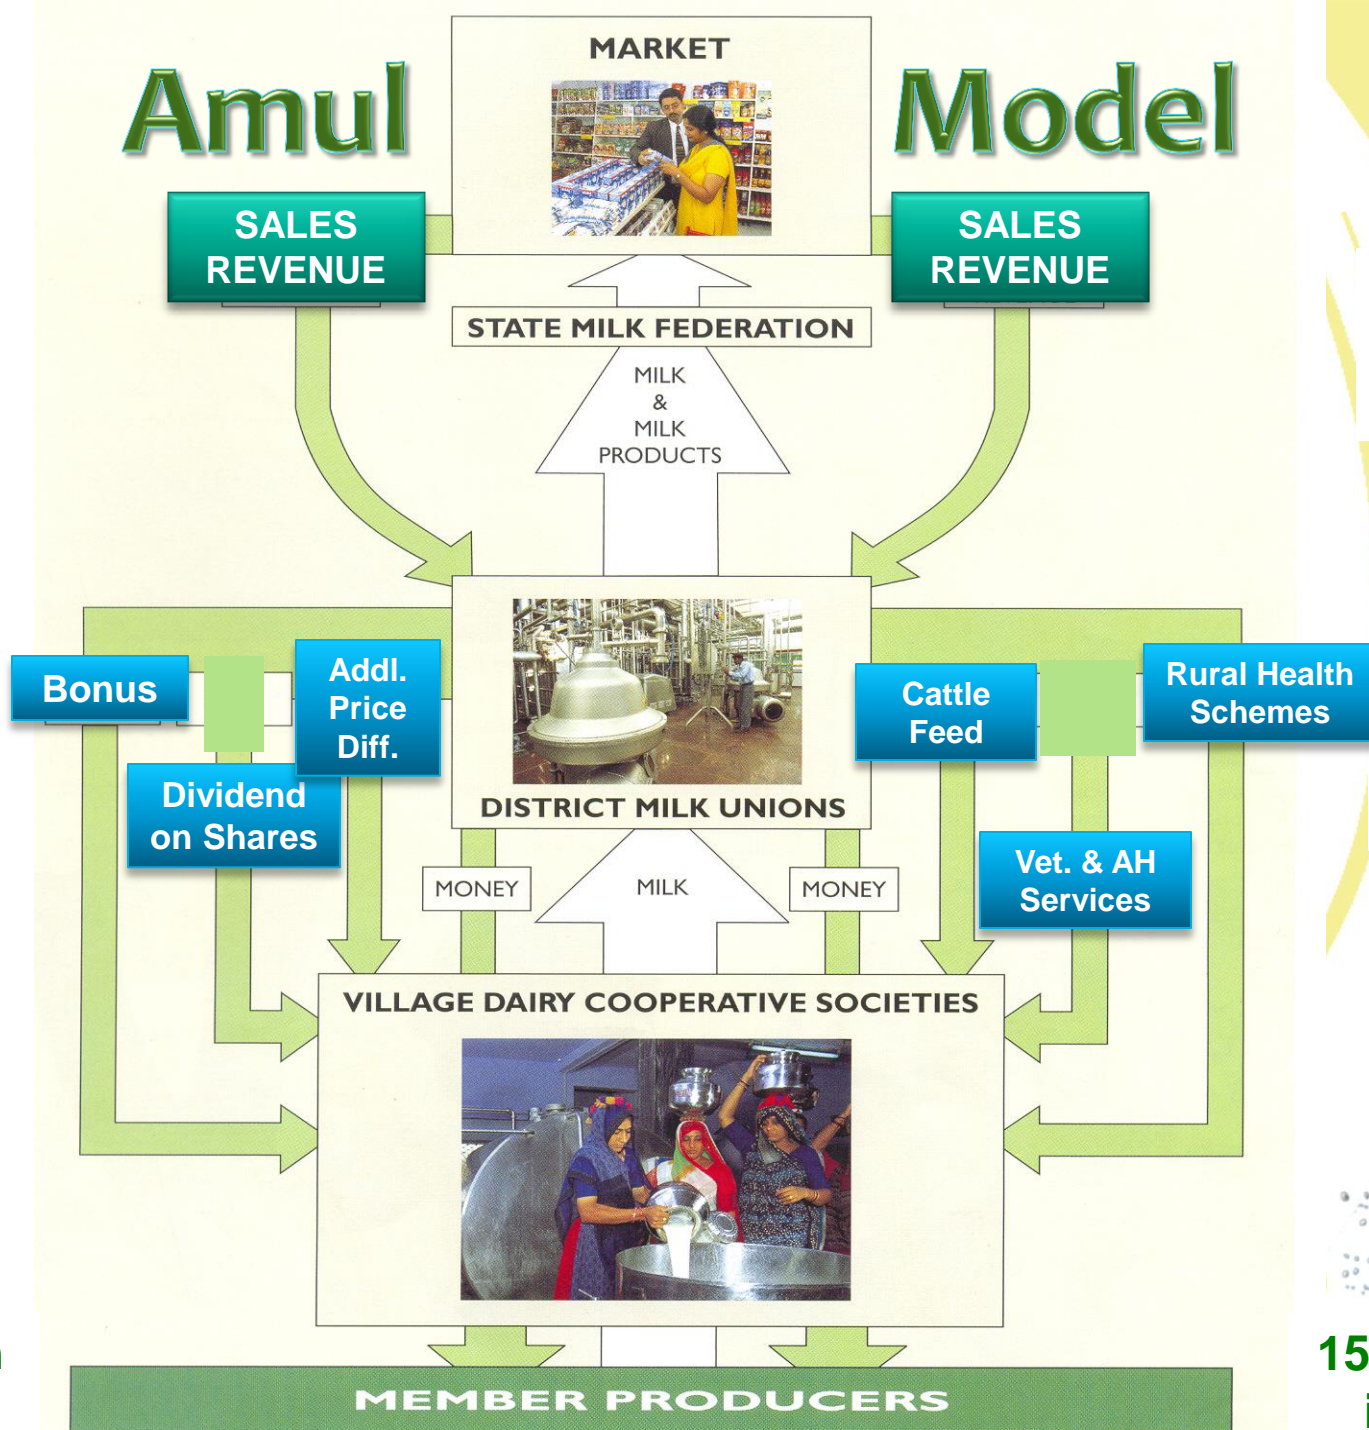 MARKET
Amul Model
SALES
REVENUE
SALES
REVENUE
STATE MILK FEDERATION
MILK
&
MILK
PRODUCTS
Bonus
Addl.
Price
Diff.
Dividend
on Shares
Cattle
Feed
Rural Health
Schemes
Vet. & AH
Services
DISTRICT MILK UNIONS
MONEY
MILK
MONEY
VILLAGE DAIRY COOPERATIVE SOCIETIES
MEMBER PRODUCERS
15